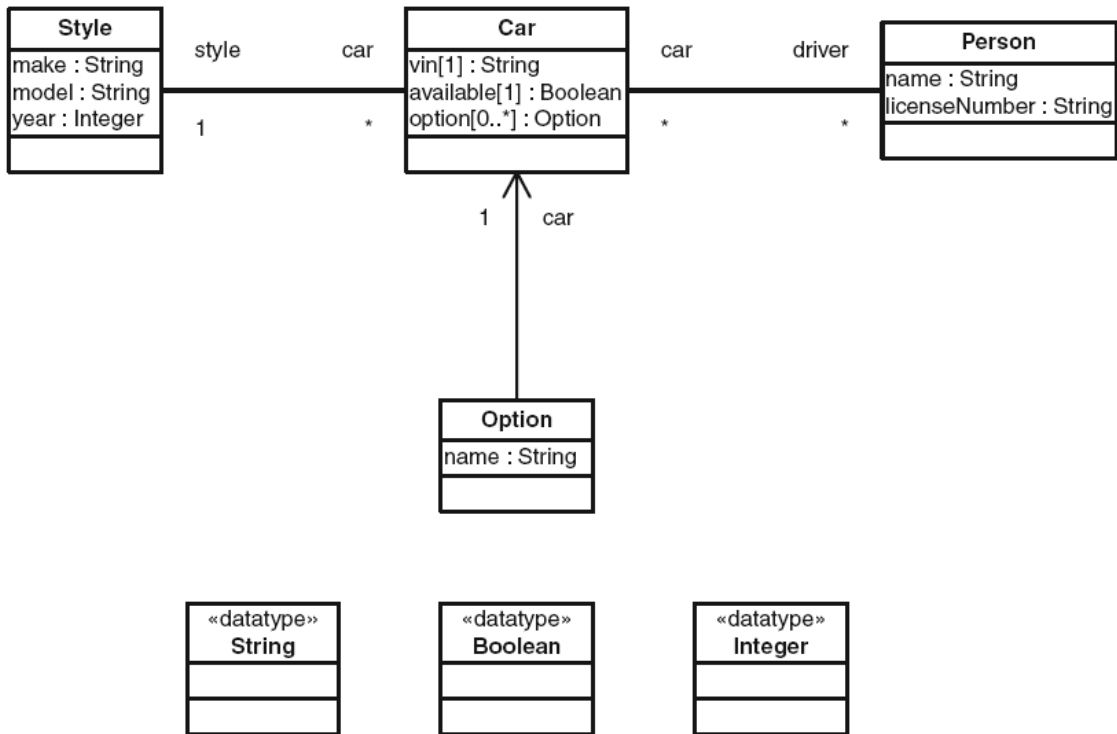 Style
make : String
model : String
year : Integer
style
car
1
*
Car
vin[1] : String
available[1] : Boolean
option[0..*] : Option
car
driver
*
*
Person
name : String
licenseNumber : String
1
car
Option
name : String
«datatype»
String
«datatype»
Boolean
«datatype»
Integer